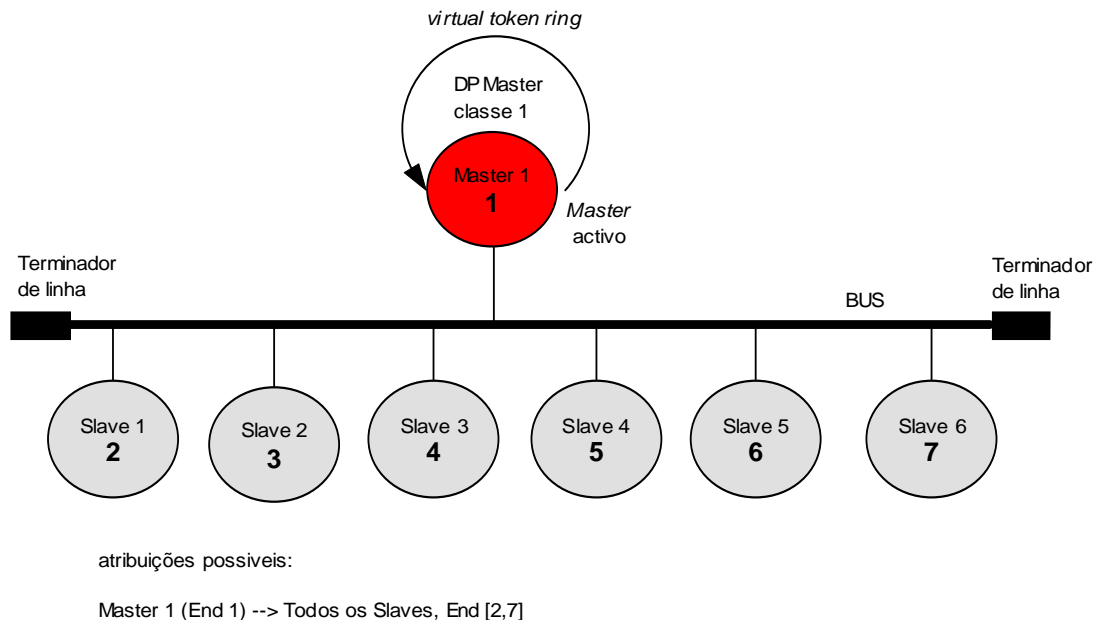 virtual token ring
DP Master
classe 1
Master 1
1
Master
activo
Terminador
de linha
BUS
Terminador
de linha
Slave 1
2
Slave 2
3
Slave 3
4
Slave 4
5
Slave 5
6
Slave 6
7
atribuições possiveis:
Master 1 (End 1) --> Todos os Slaves, End [2,7]